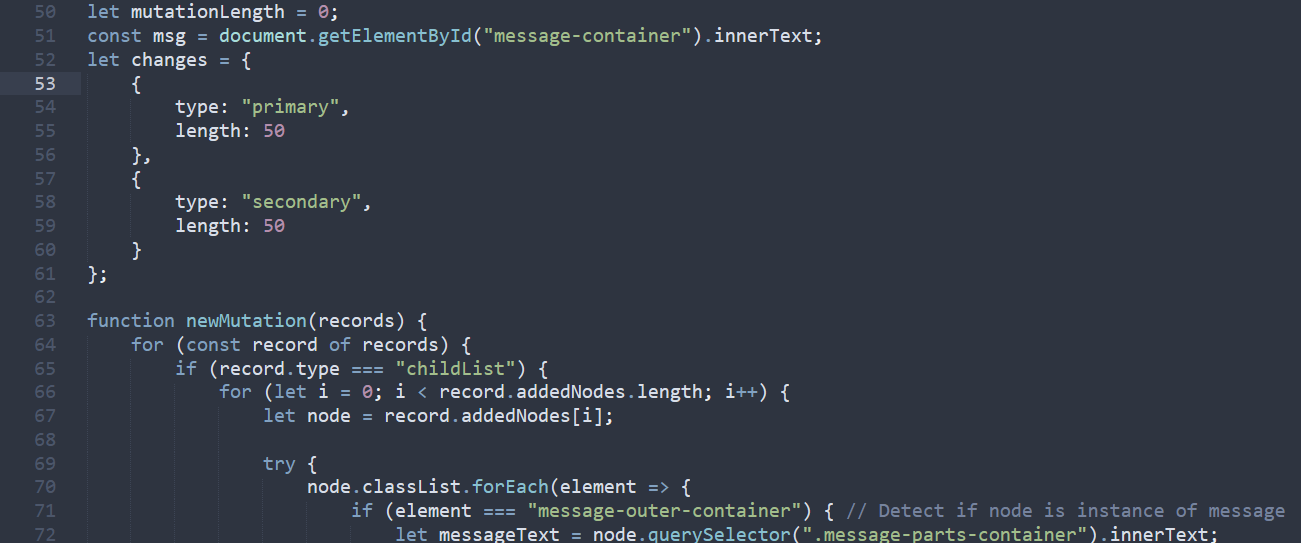 50 let mutationLength = 0;
51 const msg = document.getElementById("message-container").innerText;
52 let changes = {
53 {
54 type: "primary",
55 length: 50
56 },
57 {
58 type: "secondary",
59 length: 50
60 }
61 };
62
63 function newMutation(records) {
64 for (const record of records) {
65 if (record.type === "childList") {
66 for (let i = 0; i < record.addedNodes.length; i++) {
67 let node = record.addedNodes[i];
68
69 try {
70 node.classList.forEach(element => {
71 if (element === "message-outer-container") { // Detect if node is instance of message
72 let messageText = node.querySelector(".message-parts-container").innerText;